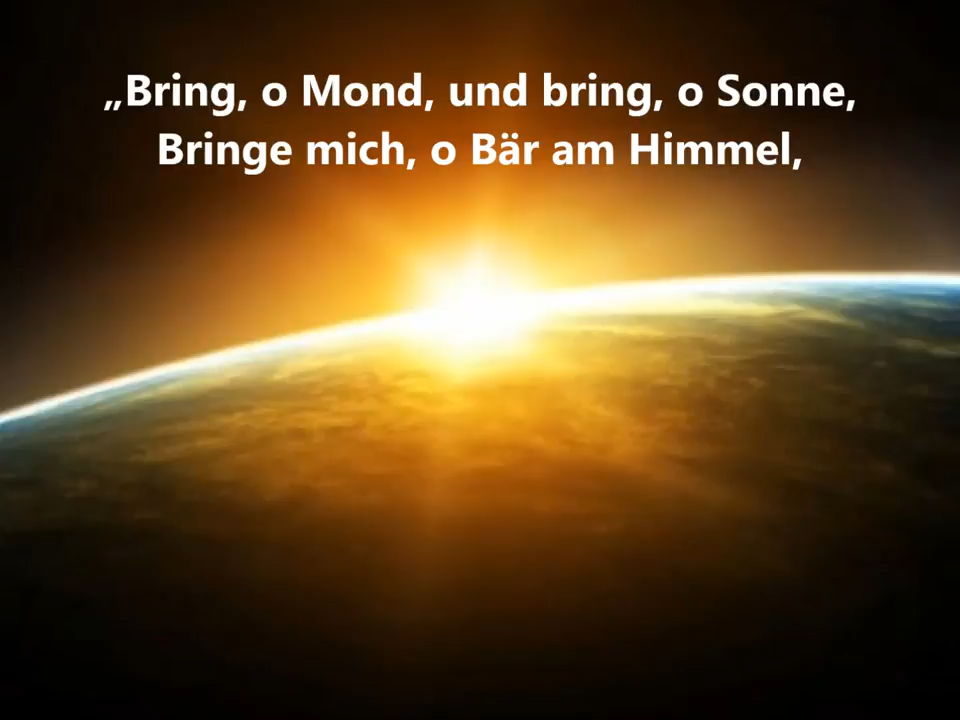 „Bring, o Mond, und bring, o Sonne,
Bringe mich, o Bär am Himmel,